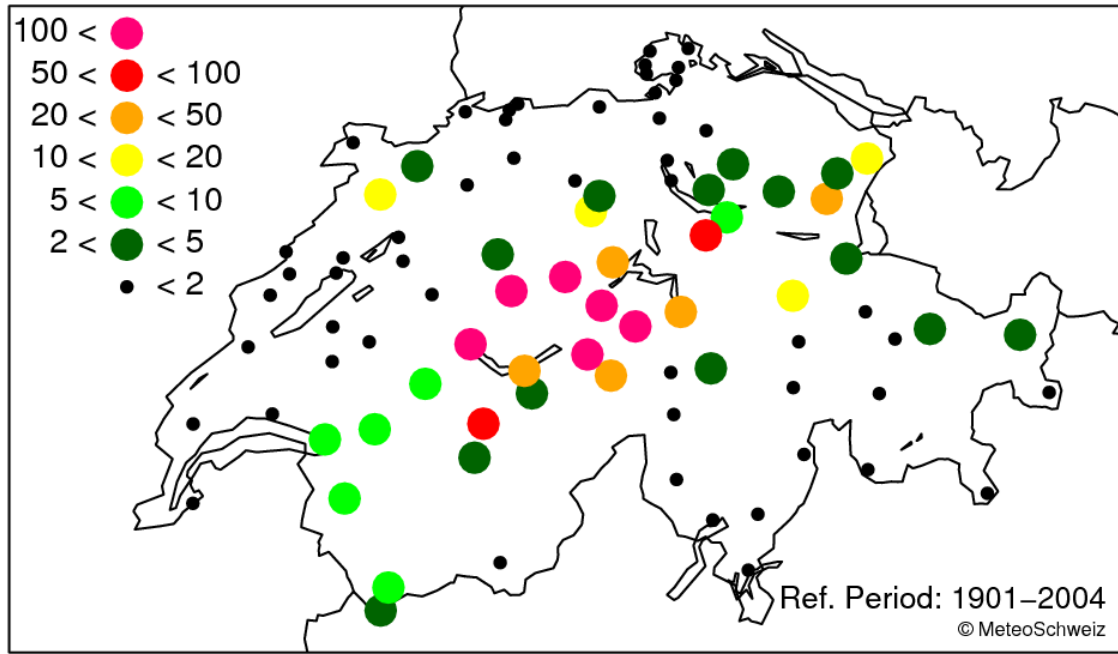 100 <
50 < < 100
20 < < 50
10 < < 20
5 < < 10
2 < < 5
< 2
Ref. Period: 1901−2004
© MeteoSchweiz